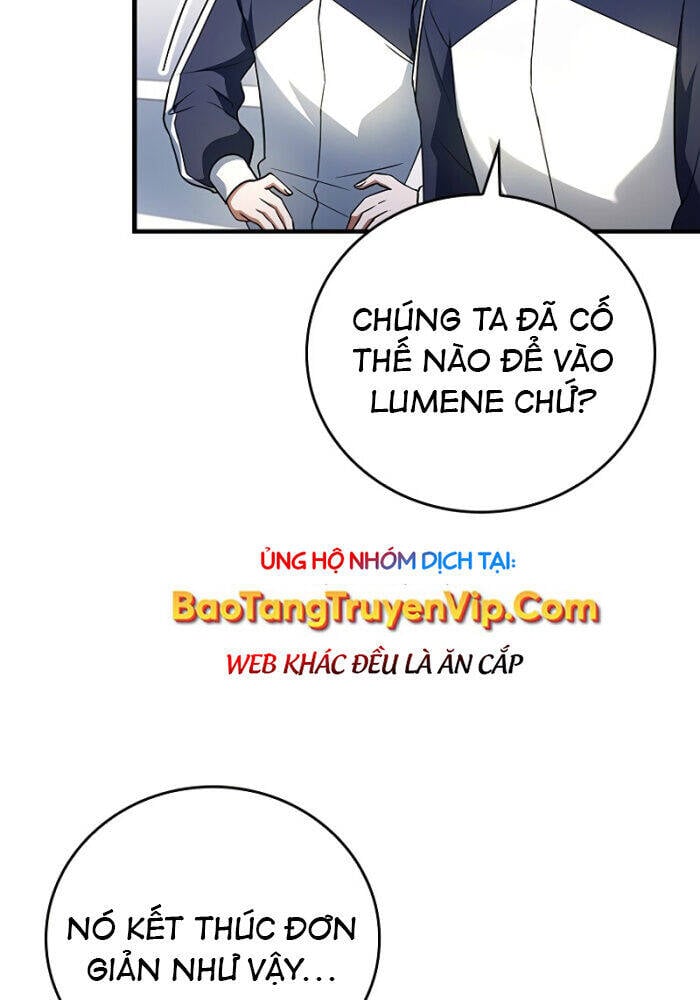 CHÚNG TA ĐÃ CỐ
THẾ NÀO ĐỂ VÀO
LUMENE CHỨ?
ỦNG HỘ NHÓM DỊCH TẠI:
BaoTangTruyenVip.Com
WEB KHÁC ĐỀU LÀ ĂN CẮP
NÓ KẾT THÚC ĐƠN
GIẢN NHƯ VẬY...